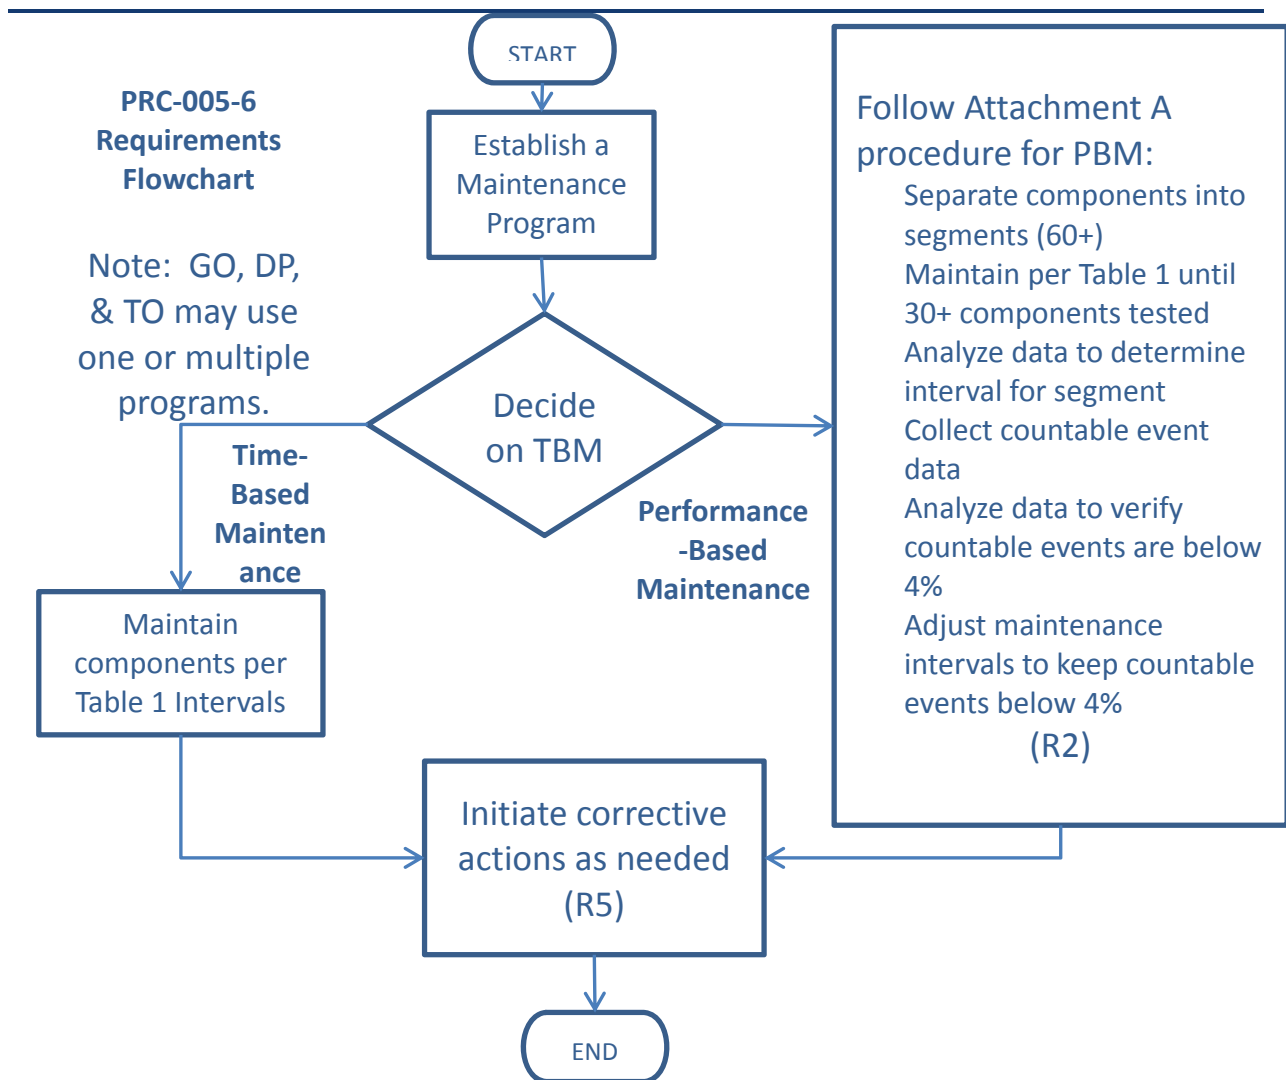 START
PRC-005-6
Requirements
Flowchart
Note:  GO, DP,
& TO may use
one or multiple
programs.
Establish a
Maintenance
Program
Decide
on TBM
Time-
Based
Mainten
ance
Performance
-Based
Maintenance
Maintain
components per
Table 1 Intervals
Follow Attachment A
procedure for PBM:
Separate components into
segments (60+)
Maintain per Table 1 until
30+ components tested
Analyze data to determine
interval for segment
Collect countable event
data
Analyze data to verify
countable events are below
4%
Adjust maintenance
intervals to keep countable
events below 4%
(R2)
Initiate corrective
actions as needed
(R5)
END